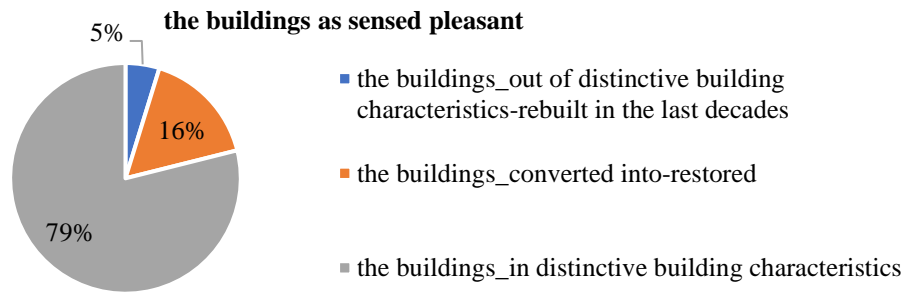 the buildings as sensed pleasant
5%
16%
79%
the buildings_out of distinctive building
characteristics-rebuilt in the last decades
the buildings_converted into-restored
the buildings_in distinctive building characteristics